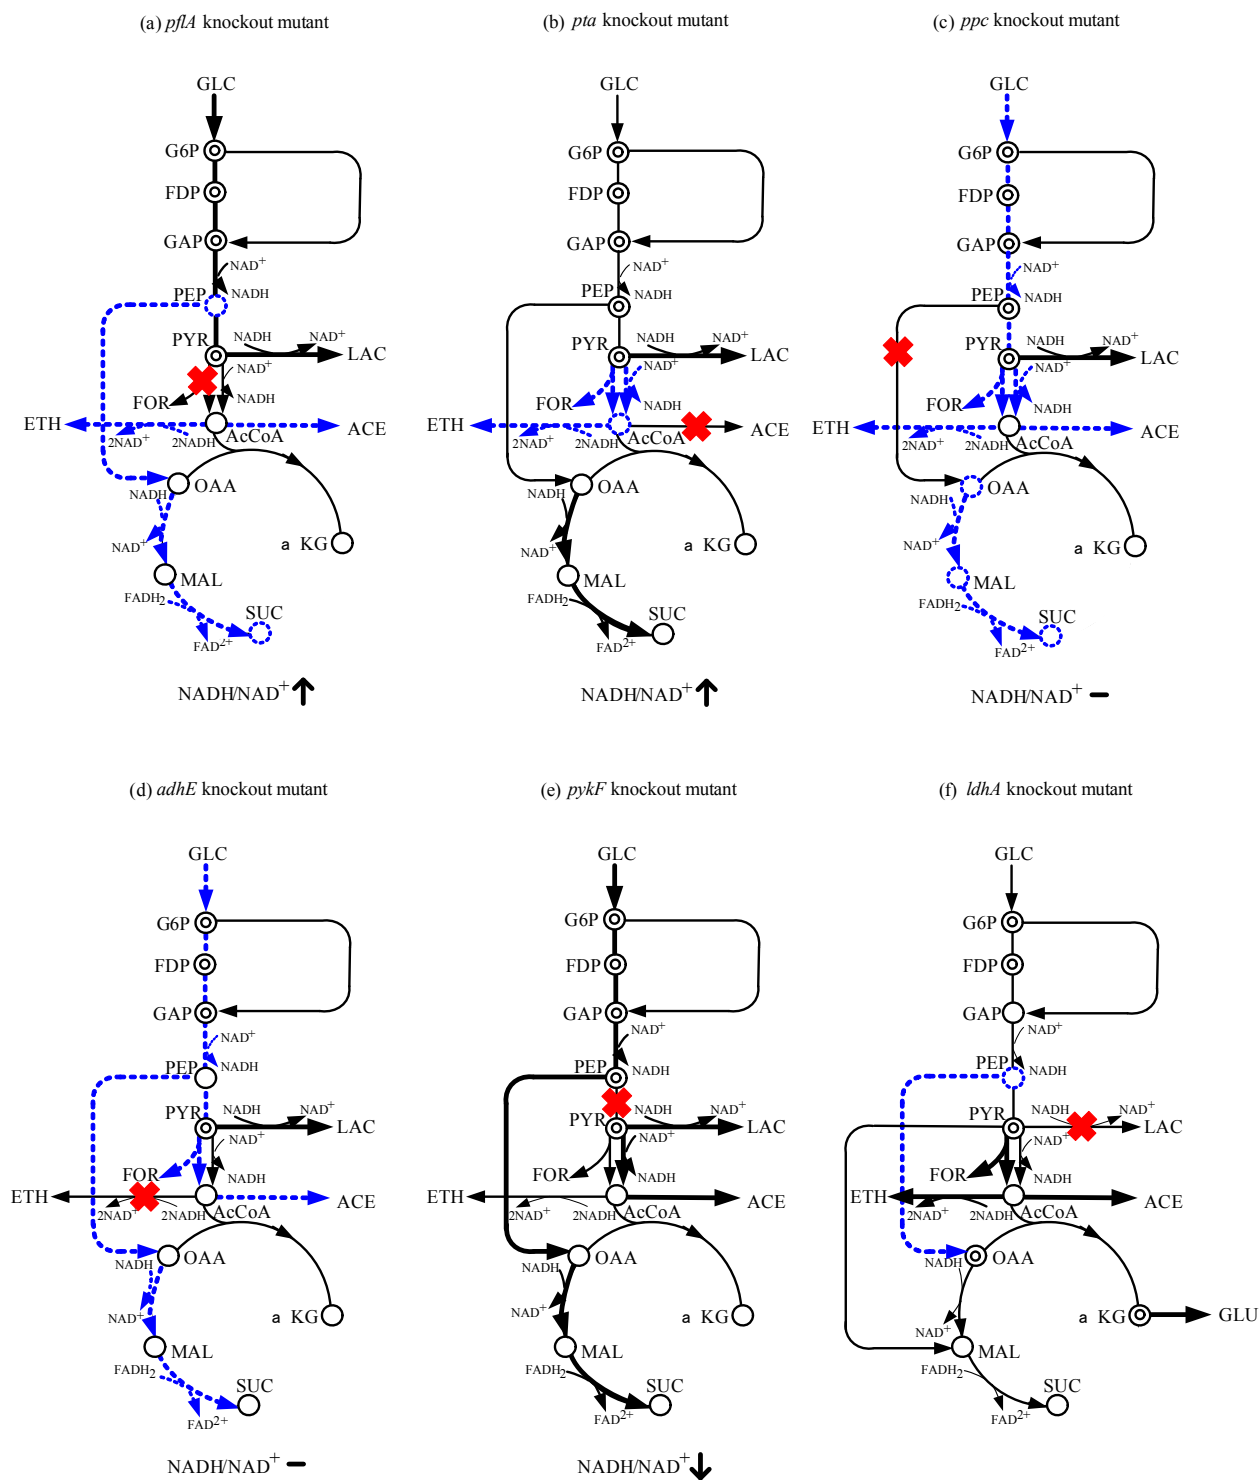 (a) pflA knockout mutant
GLC
G6P
FDP
GAP
NAD+
PEP
NADH
PYR
NADH
NAD+
LAC
NAD+
FOR
NADH
ETH
2NAD+
2NADH
AcCoA
ACE
NADH
OAA
NAD+
a KG
MAL
FADH2
SUC
FAD2+
NADH/NAD+
(b) pta knockout mutant
GLC
G6P
FDP
GAP
NAD+
PEP
NADH
PYR
NADH
NAD+
LAC
NAD+
FOR
NADH
ETH
2NAD+
2NADH
AcCoA
ACE
NADH
OAA
NAD+
a KG
MAL
FADH2
SUC
FAD2+
NADH/NAD+
(c) ppc knockout mutant
GLC
G6P
FDP
GAP
NAD+
PEP
NADH
PYR
NADH
NAD+
LAC
NAD+
FOR
NADH
ETH
2NAD+
2NADH
AcCoA
ACE
NADH
OAA
NAD+
a KG
MAL
FADH2
SUC
FAD2+
NADH/NAD+
(d) adhE knockout mutant
GLC
G6P
FDP
GAP
NAD+
PEP
NADH
PYR
NADH
NAD+
LAC
NAD+
FOR
NADH
ETH
2NAD+
2NADH
AcCoA
ACE
NADH
OAA
NAD+
a KG
MAL
FADH2
SUC
FAD2+
NADH/NAD+
(e) pykF knockout mutant
GLC
G6P
FDP
GAP
NAD+
PEP
NADH
PYR
NADH
NAD+
LAC
NAD+
FOR
NADH
ETH
2NAD+
2NADH
AcCoA
ACE
NADH
OAA
NAD+
a KG
MAL
FADH2
SUC
FAD2+
NADH/NAD+
(f) ldhA knockout mutant
GLC
G6P
FDP
GAP
NAD+
PEP
NADH
PYR
NADH
NAD+
LAC
NAD+
FOR
NADH
ETH
2NAD+
2NADH
AcCoA
ACE
NADH
OAA
NAD+
a KG
GLU
MAL
FADH2
SUC
FAD2+